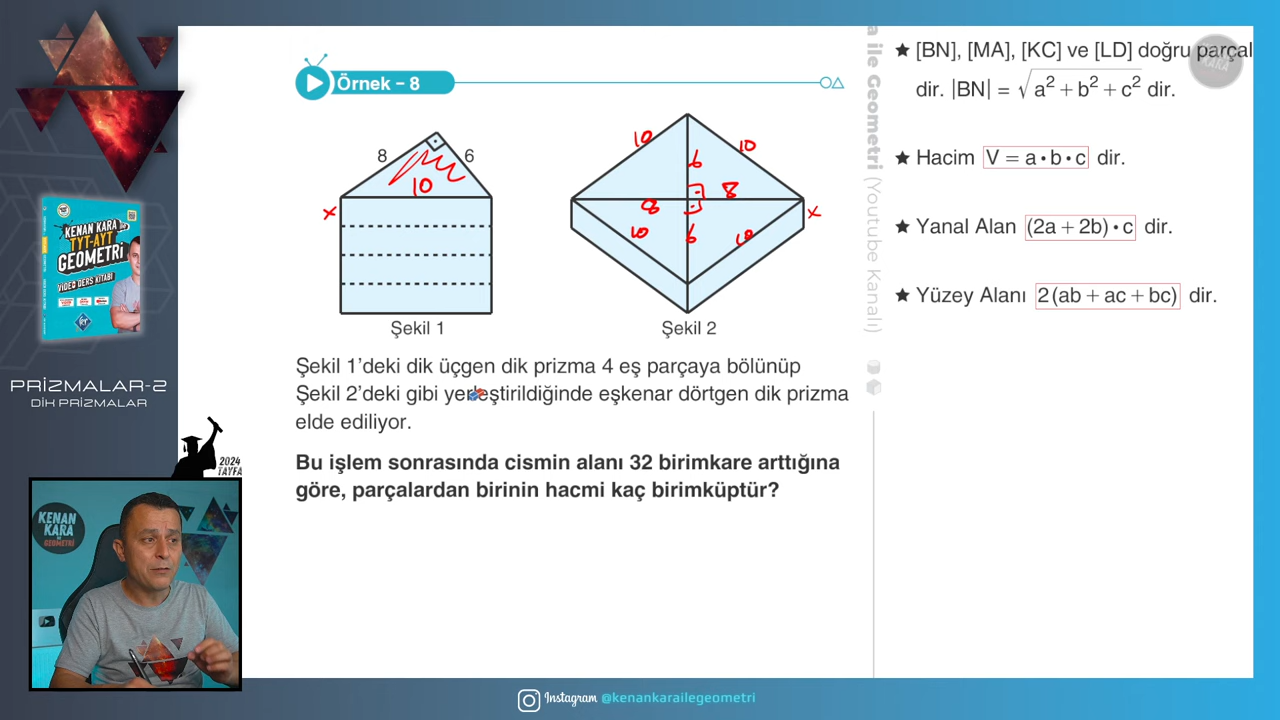 Örnek – 8
8
6
10
x
Şekil 1
10
10
6
8
8
10
6
10
x
Şekil 2
Şekil 1’deki dik üçgen dik prizma 4 eş parçaya bölünüp
Şekil 2’deki gibi yerleştirildiğinde eşkenar dörtgen dik prizma
elde ediliyor.
Bu işlem sonrasında cismin alanı 32 birimkare arttığına
göre, parçalardan birinin hacmi kaç birimküptür?
a ile Geometri (Youtube Kanalı)
★ [BN], [MA], [KC] ve [LD] doğru parçal
dir. |BN| = √a² + b² + c² dir.
★ Hacim V = a • b • c dir.
★ Yanal Alan (2a + 2b) • c dir.
★ Yüzey Alanı 2(ab + ac + bc) dir.
KARA
KENAN KARA
TYT-AYT
GEOMETRİ
VİDEO DERS KİTABI
PRİZMALAR-2
DİK PRİZMALAR
2024
TAYFA
KENAN
KARA
GEOMETRİ
Instagram @kenankarailegeometri